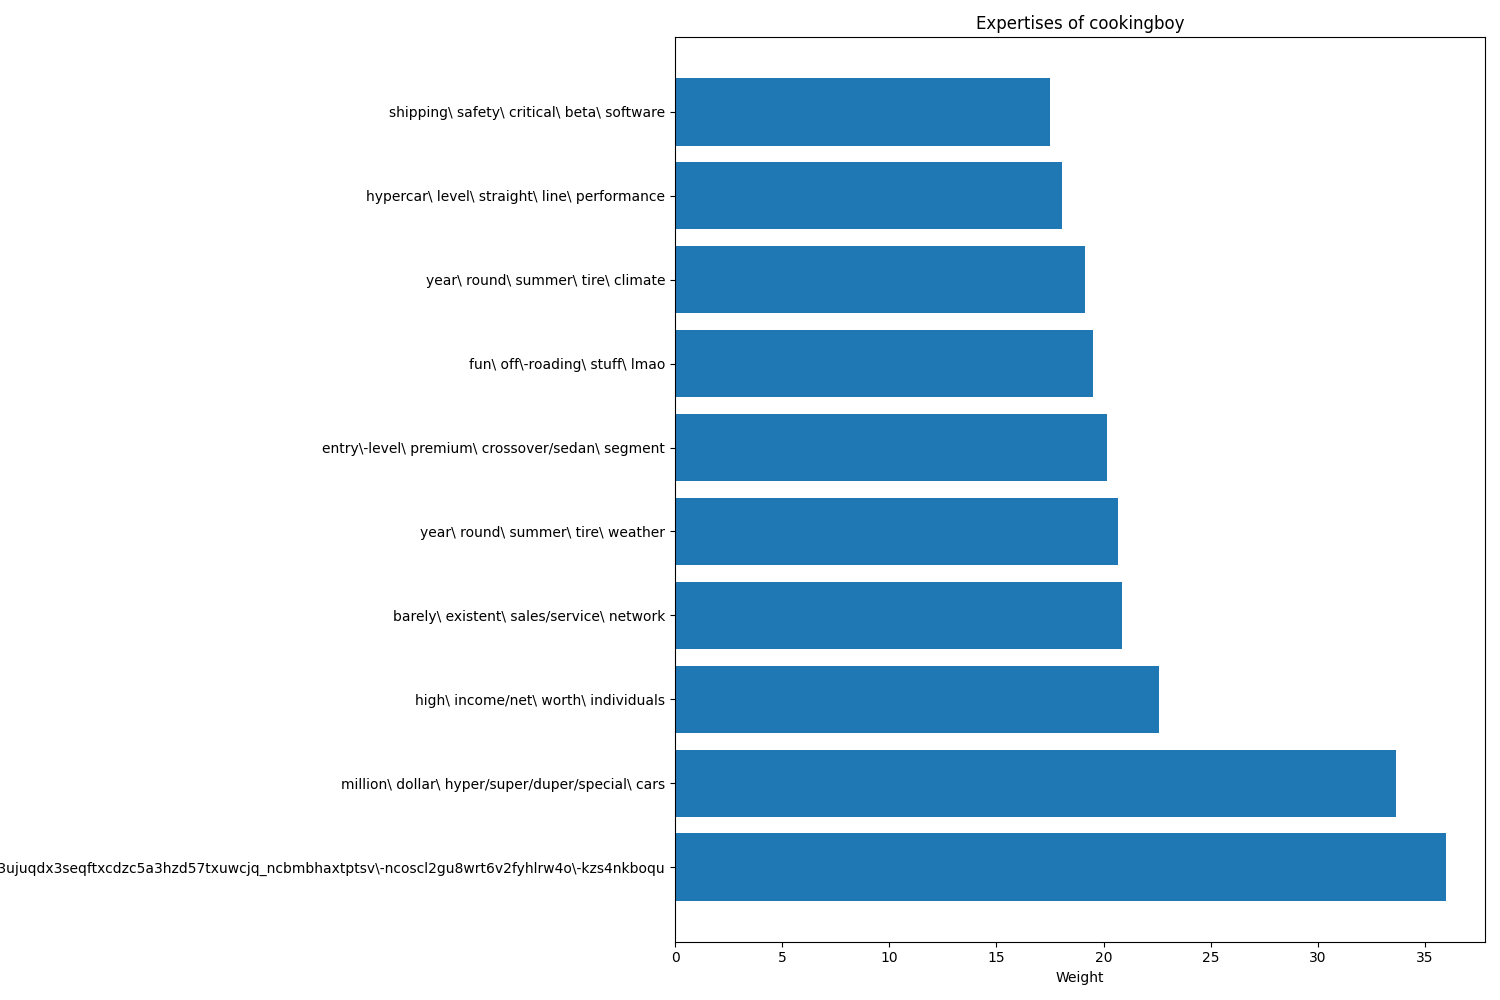 Expertises of cookingboy
shipping\ safety\ critical\ beta\ software
hypercar\ level\ straight\ line\ performance
year\ round\ summer\ tire\ climate
fun\ off\-roading\ stuff\ lmao
entry\-level\ premium\ crossover/sedan\ segment
year\ round\ summer\ tire\ weather
barely\ existent\ sales/service\ network
high\ income/net\ worth\ individuals
million\ dollar\ hyper/super/duper/special\ cars
3ujuqdx3seqftxcdzc5a3hzd57txuwcjq_ncbmbhaxtptsv\-ncoscl2gu8wrt6v2fyhlrw4o\-kzs4nkboqu
0 5 10 15 20 25 30 35
Weight